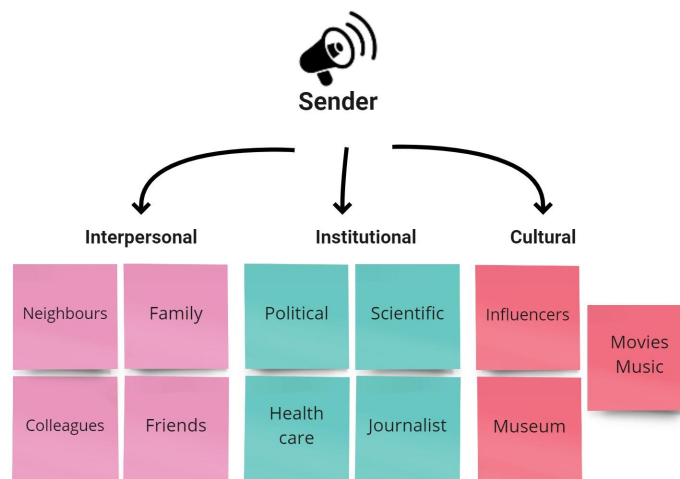 Sender
Interpersonal
Institutional
Cultural
Neighbours
Family
Political
Scientific
Influencers
Movies
Music
Colleagues
Friends
Health
care
Journalist
Museum